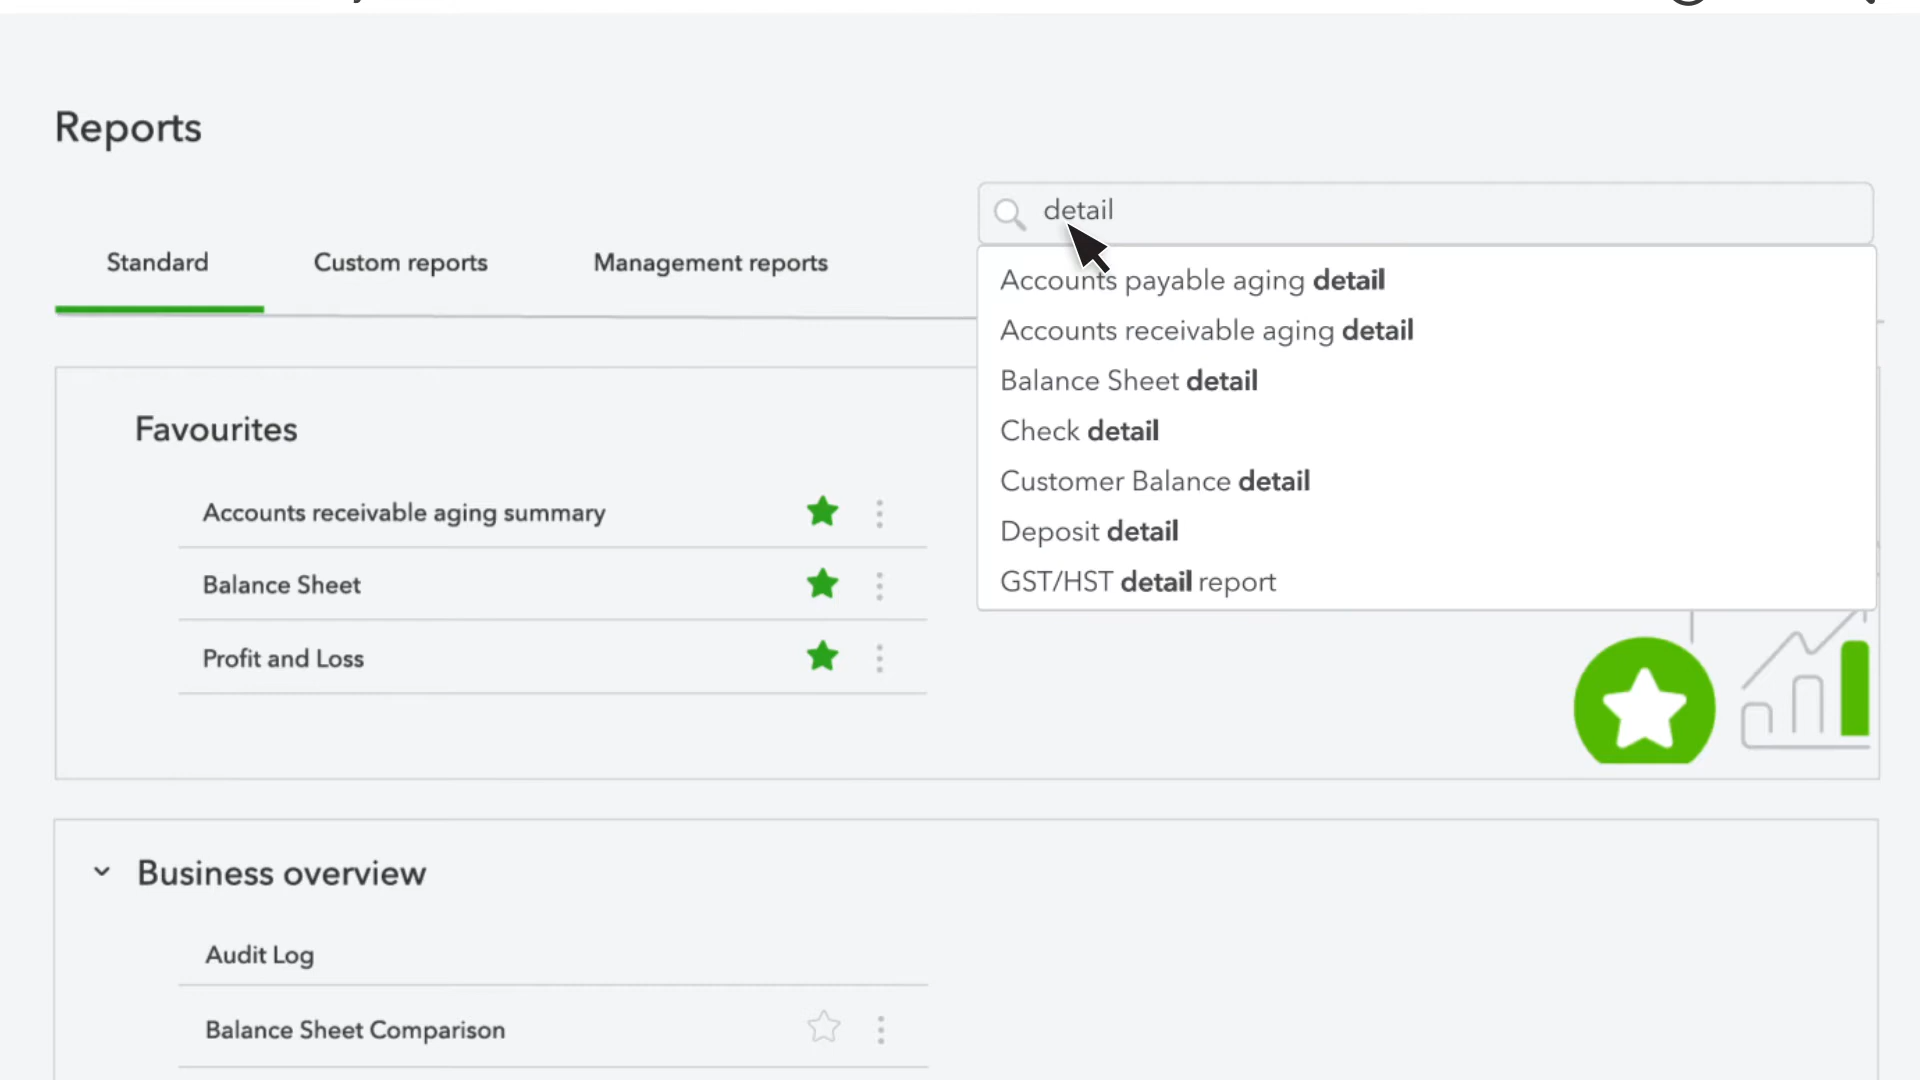 Reports
detail
Standard
Custom reports
Management reports
Accounts payable aging detail
Accounts receivable aging detail
Balance Sheet detail
Check detail
Customer Balance detail
Deposit detail
GST/HST detail report
Favourites
Accounts receivable aging summary
Balance Sheet
Profit and Loss
Business overview
Audit Log
Balance Sheet Comparison